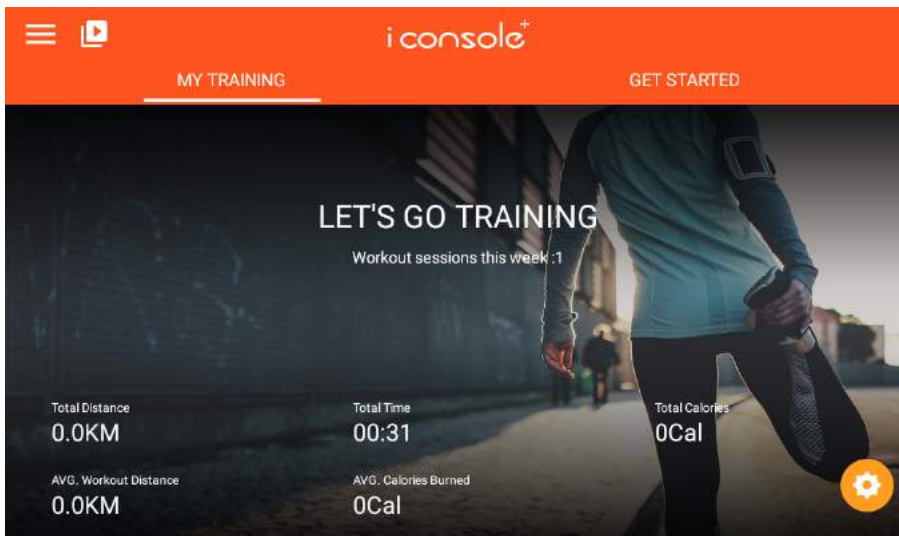 iconsole+
MY TRAINING
GET STARTED
LET'S GO TRAINING
Workout sessions this week :1
Total Distance
0.0KM
Total Time
00:31
Total Calories
0Cal
AVG. Workout Distance
0.0KM
AVG. Calories Burned
0Cal